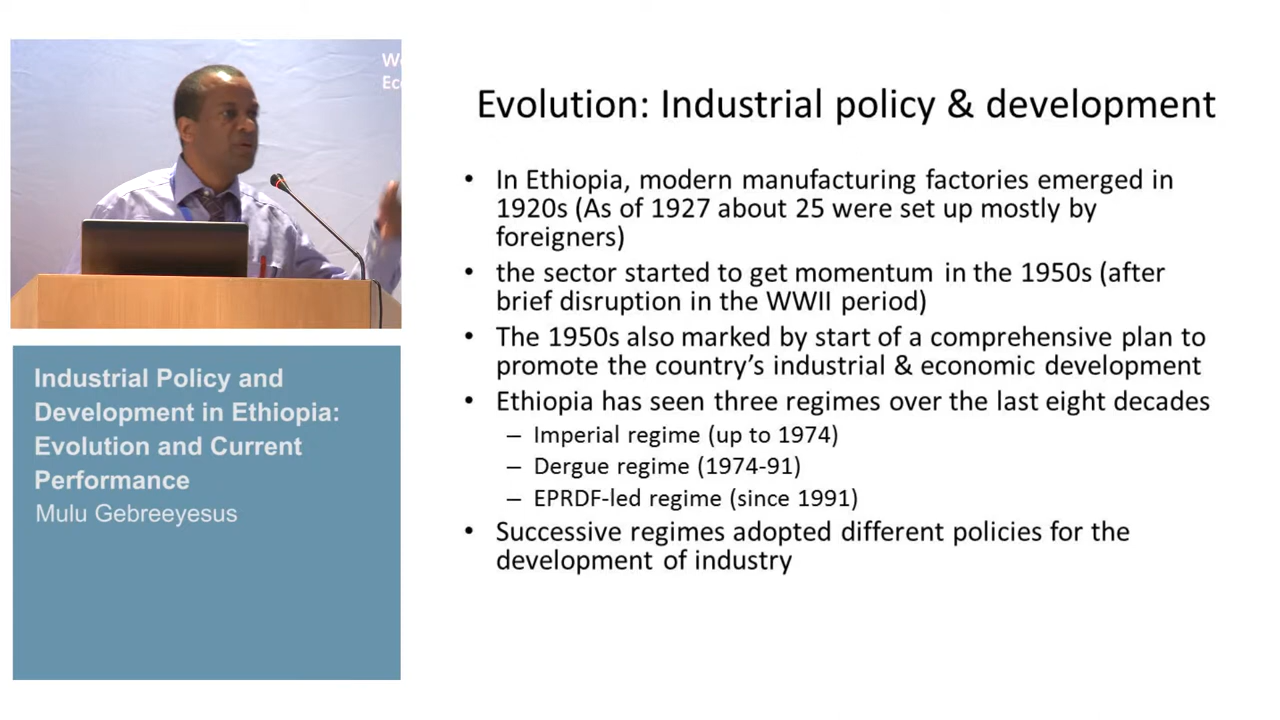 We
Eco
Industrial Policy and
Development in Ethiopia:
Evolution and Current
Performance
Mulu Gebreeyesus
Evolution: Industrial policy & development
• In Ethiopia, modern manufacturing factories emerged in
1920s (As of 1927 about 25 were set up mostly by
foreigners)
• the sector started to get momentum in the 1950s (after
brief disruption in the WWII period)
• The 1950s also marked by start of a comprehensive plan to
promote the country's industrial & economic development
• Ethiopia has seen three regimes over the last eight decades
– Imperial regime (up to 1974)
– Dergue regime (1974-91)
– EPRDF-led regime (since 1991)
• Successive regimes adopted different policies for the
development of industry